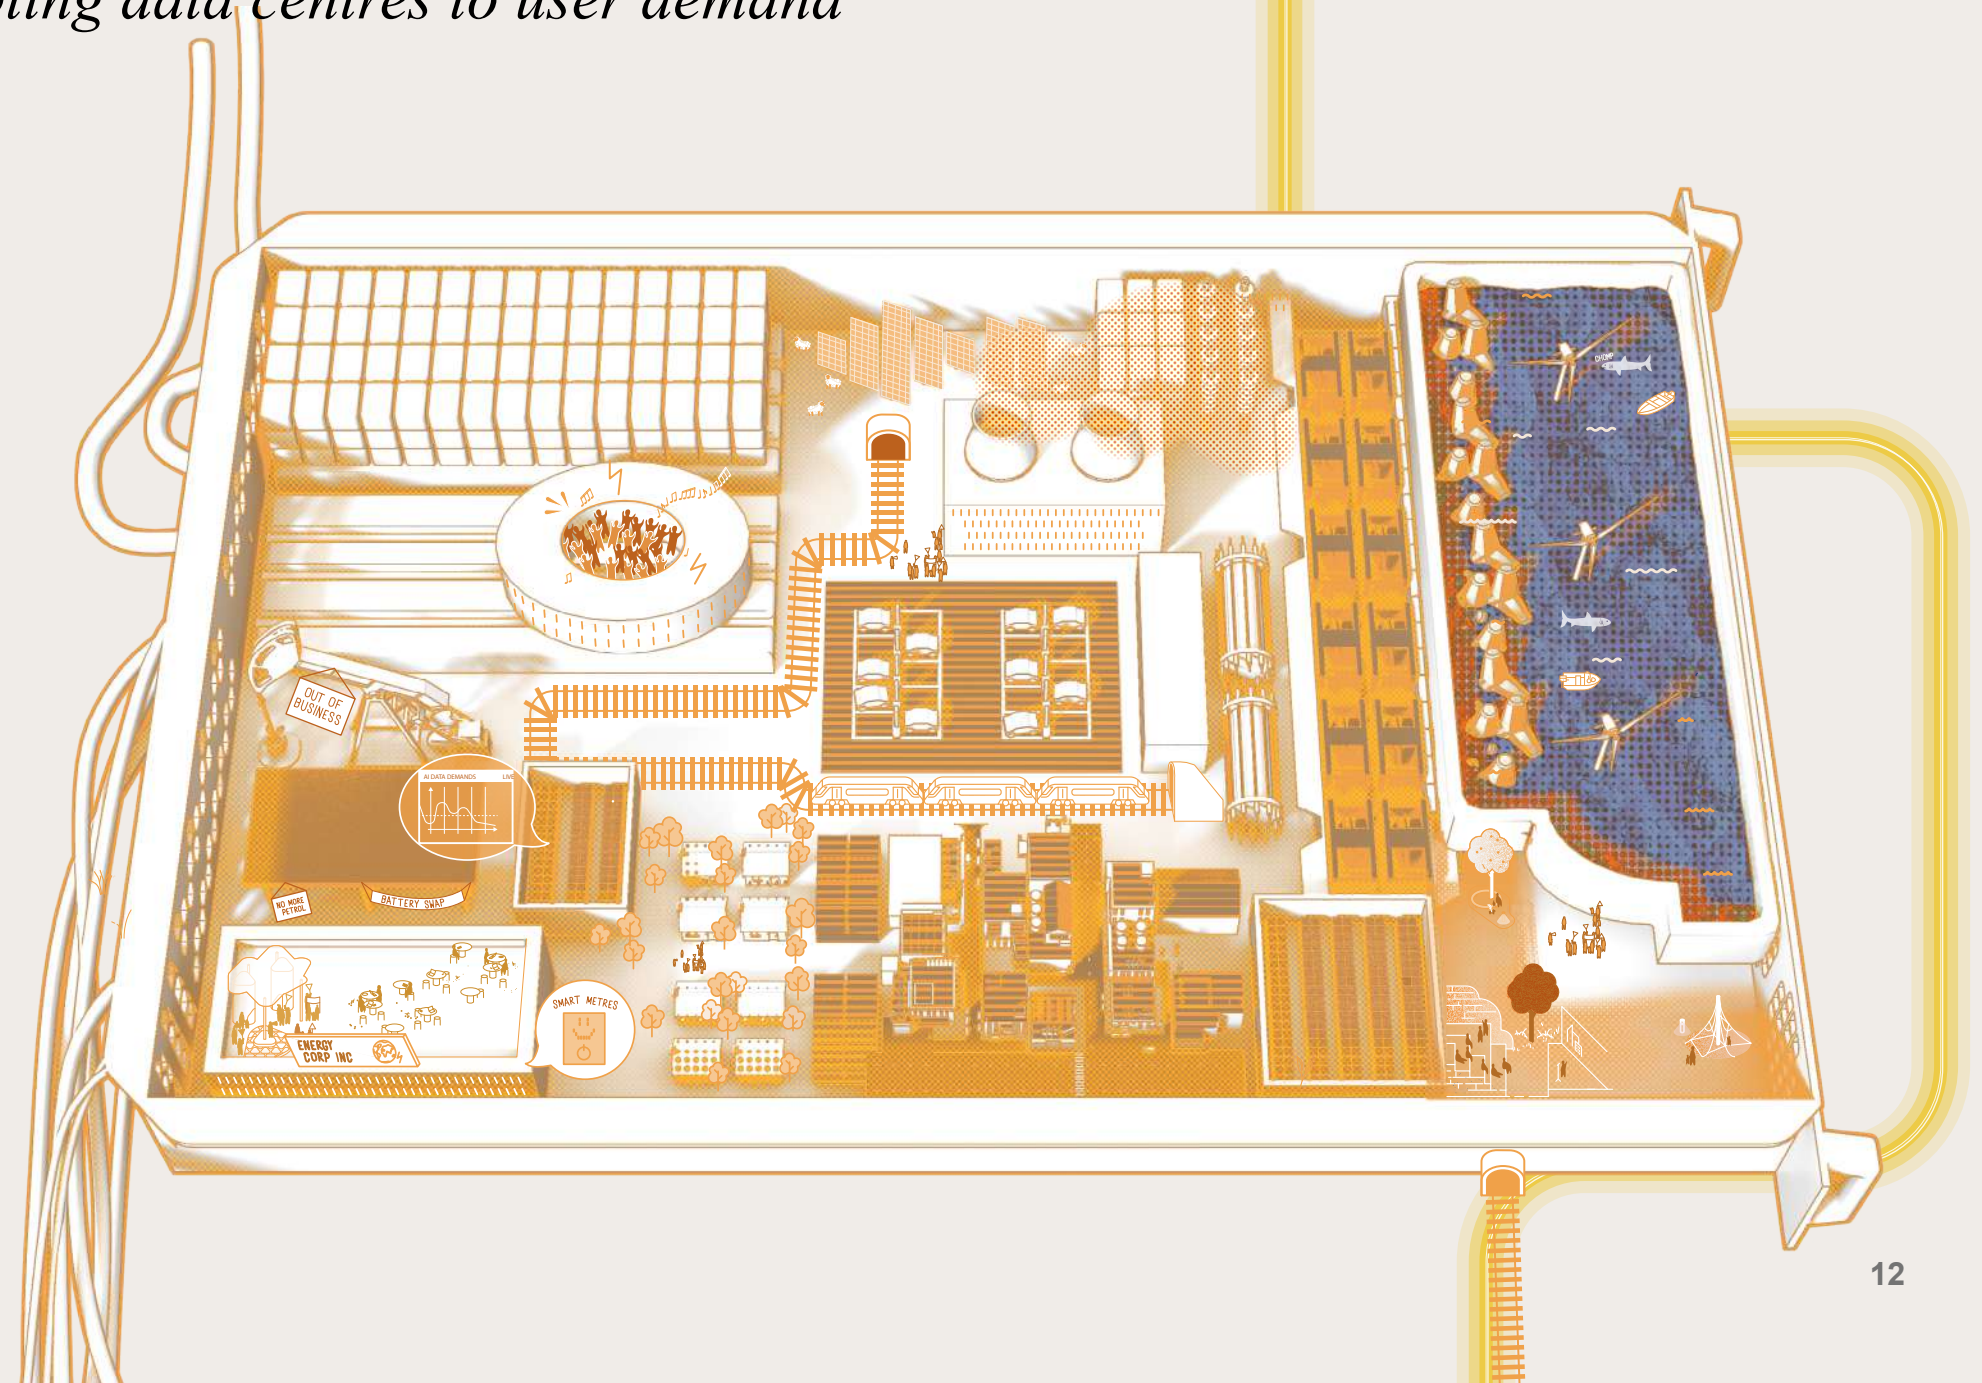 data centres to user demand
CHOMP
OUT OF
BUSINESS
AI DATA DEMANDS LIVE
NO MORE
PETROL
BATTERY SWAP
SMART METRES
ENERGY
CORP INC
12